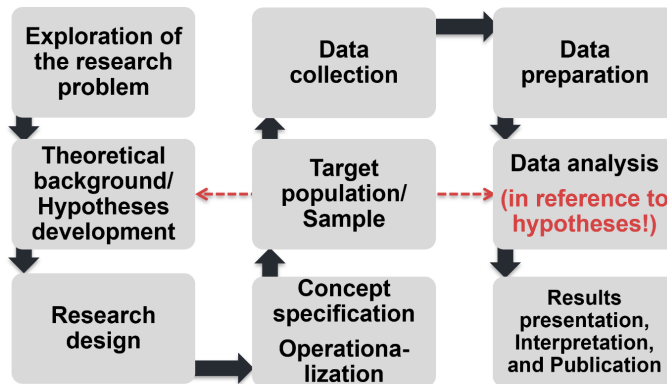 Exploration of
the research
problem
Theoretical
background/
Hypotheses
development
Research
design
Concept
specification
Operationa-
lization
Target
population/
Sample
Data
collection
Data
preparation
Data analysis
(in reference to
hypotheses!)
Results
presentation,
Interpretation,
and Publication